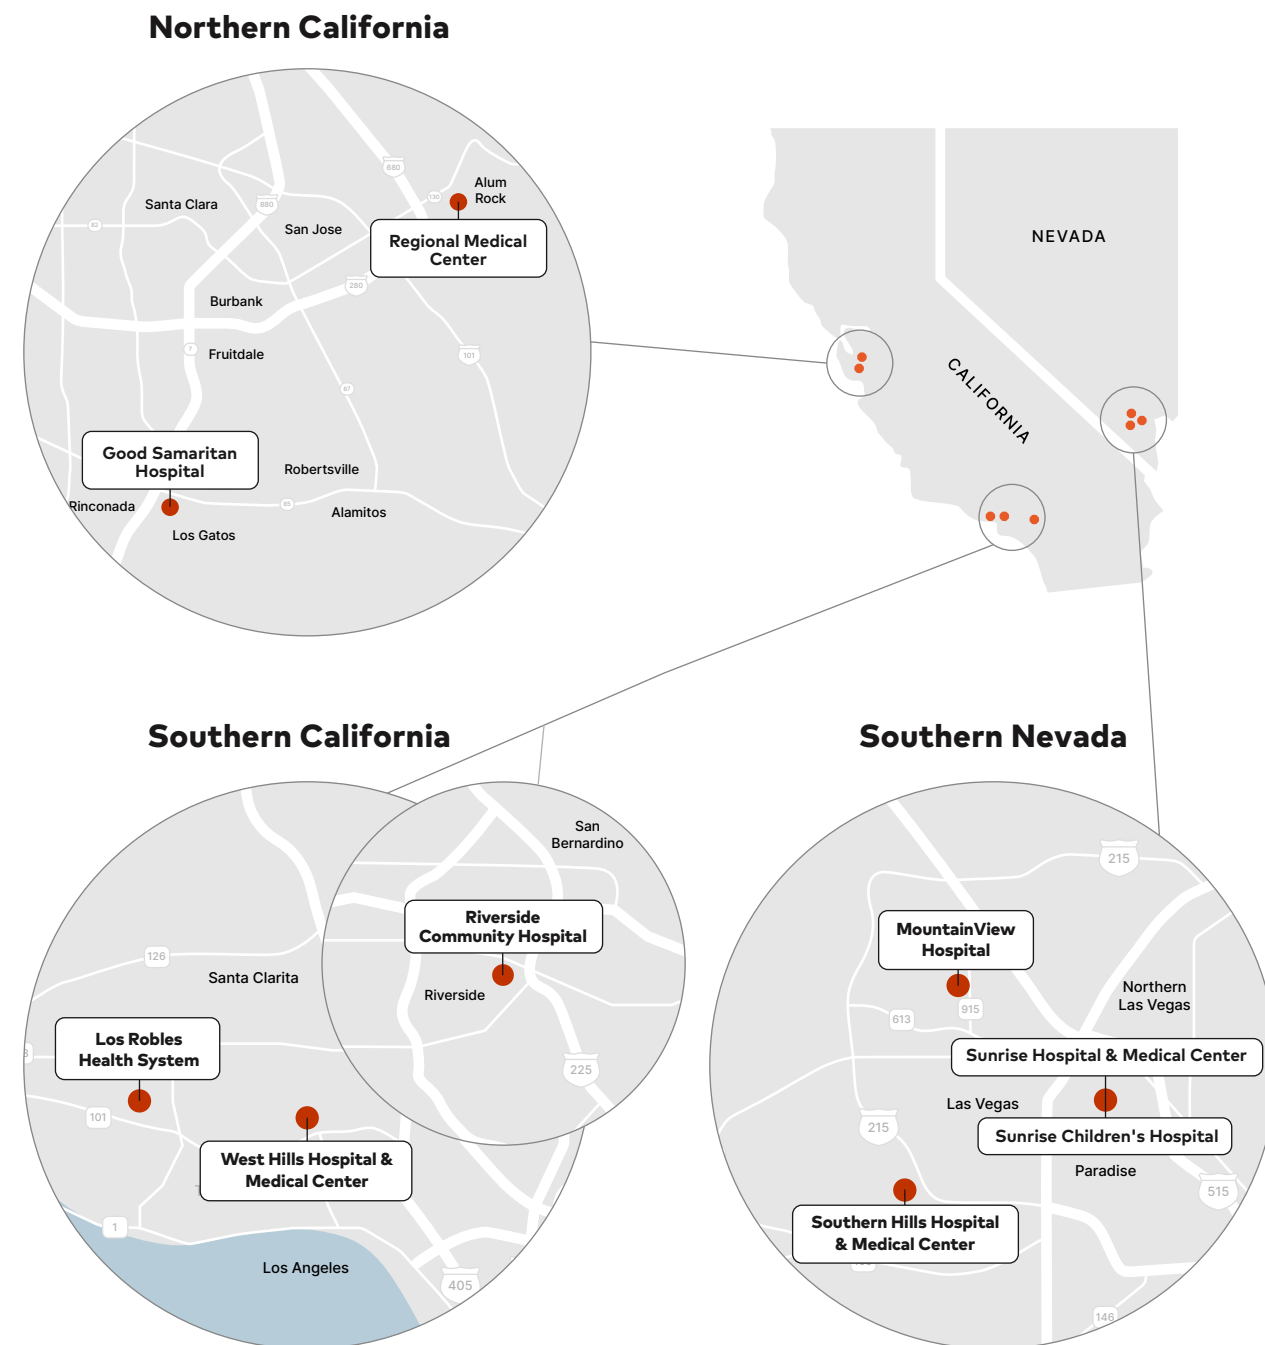 Northern California
680
Alum
Rock
130
Santa Clara
880
82
San Jose
Regional Medical
Center
280
Burbank
Fruitdale
101
87
Good Samaritan
Hospital
Robertsville
Rinconada
85
Alamitos
Los Gatos
NEVADA
CALIFORNIA
Southern California
San
Bernardino
Riverside
Community Hospital
126
Santa Clarita
Riverside
Los Robles
Health System
225
101
West Hills Hospital &
Medical Center
1
Los Angeles
405
Southern Nevada
215
MountainView
Hospital
Northern
Las Vegas
915
613
Sunrise Hospital & Medical Center
Las Vegas
215
Sunrise Children's Hospital
Paradise
515
Southern Hills Hospital
& Medical Center
146